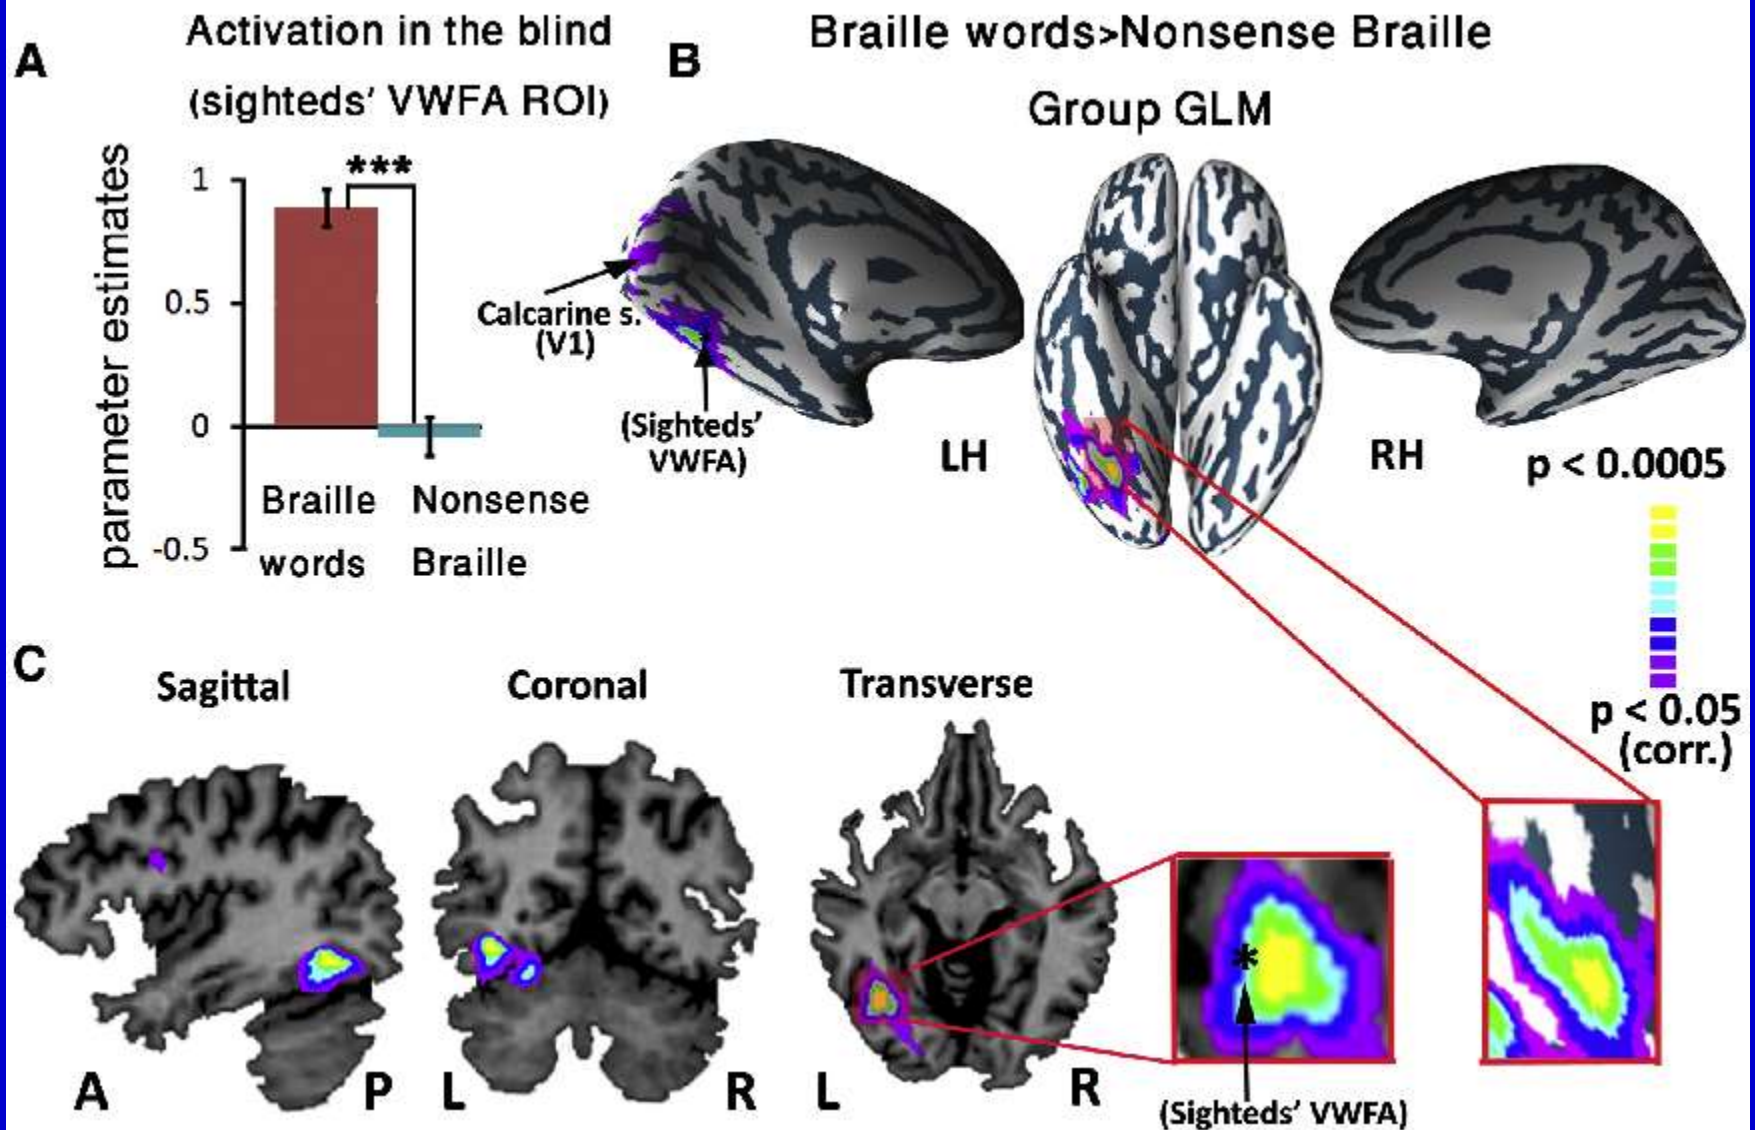 A
Activation in the blind
(sighteds' VWFA ROI)
parameter estimates
1
0.5
0
-0.5
***
Braille
words
Nonsense
Braille
B
Braille words>Nonsense Braille
Group GLM
Calcarine s.
(V1)
(Sighteds'
VWFA)
LH
RH
p < 0.0005
p < 0.05
(corr.)
C
Sagittal
Coronal
Transverse
A
P
L
R
L
R
*
(Sighteds' VWFA)